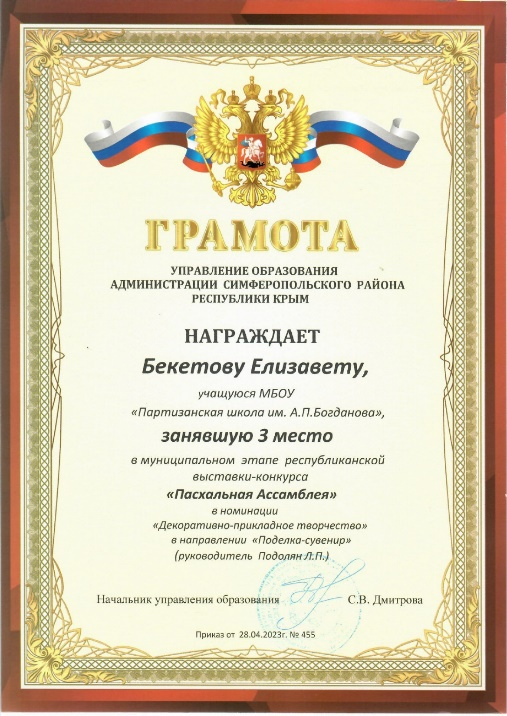 ГРАМОТА
УПРАВЛЕНИЕ ОБРАЗОВАНИЯ
АДМИНИСТРАЦИИ СИМФЕРОПОЛЬСКОГО РАЙОНА
РЕСПУБЛИКИ КРЫМ
НАГРАЖДАЕТ
Бекетову Елизавету,
учащуюся МБОУ
«Партизанская школа им. А.П.Богданова»,
занявшую 3 место
в муниципальном этапе республиканской
выставки-конкурса
«Пасхальная Ассамблея»
в номинации
«Декоративно-прикладное творчество»
в направлении «Поделка-сувенир»
(руководитель Подолян Л.П.)
Начальник управления образования С.В. Дмитрова
Приказ от 28.04.2023г. № 455